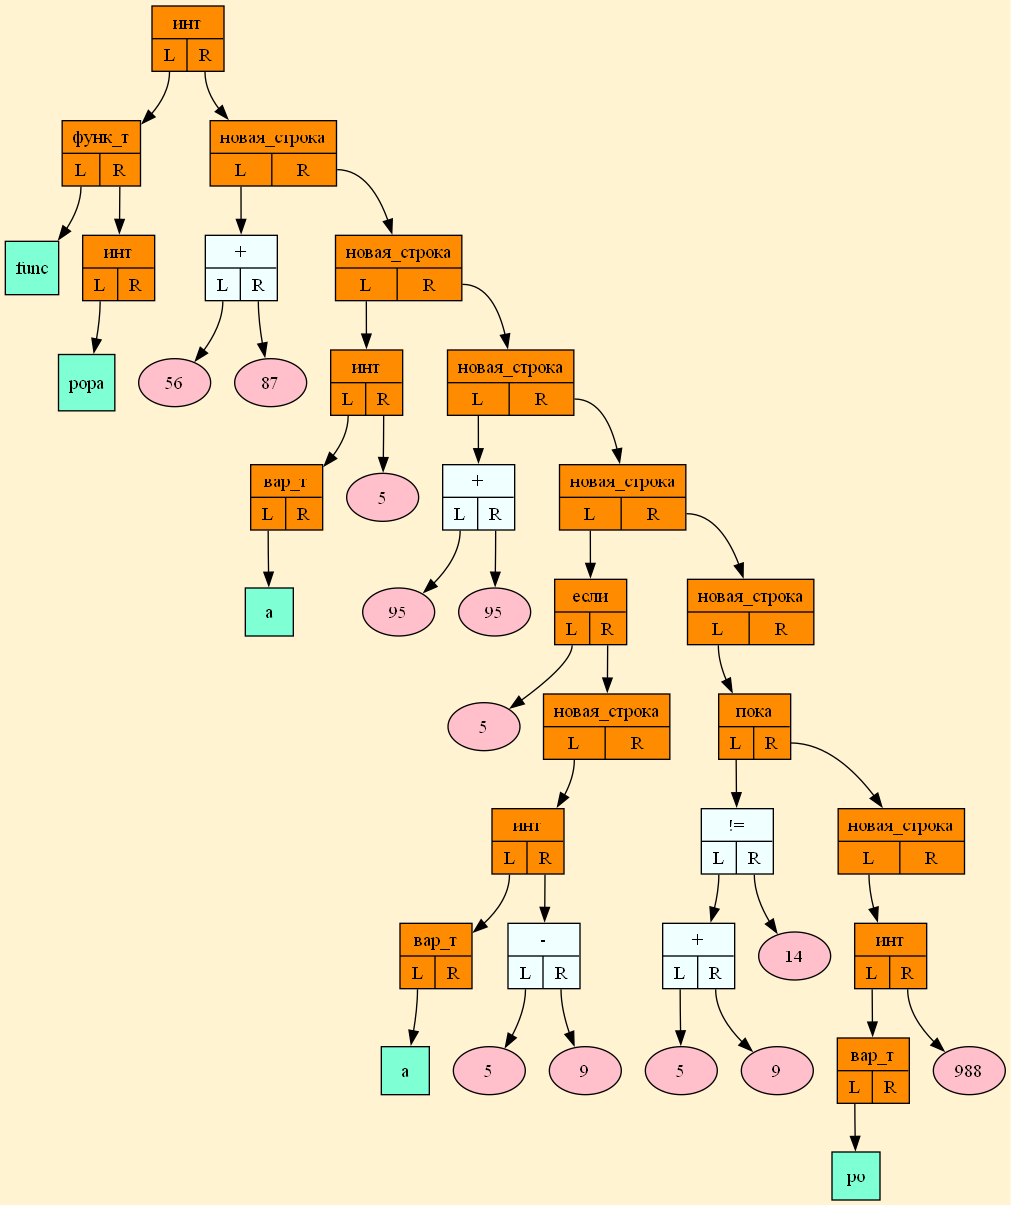 инт
L R
функ_т новая_строка
L R L R
func инт + новая_строка
L R L R L R
popa 56 87 инт новая_строка
L R L R
вар_т 5 + новая_строка
L R L R L R
a 95 95 если новая_строка
L R L R
5 новая_строка пока
L R L R
инт != новая_строка
L R L R L R
вар_т - + 14 инт
L R L R L R L R
a 5 9 5 9 вар_т 988
L R
po